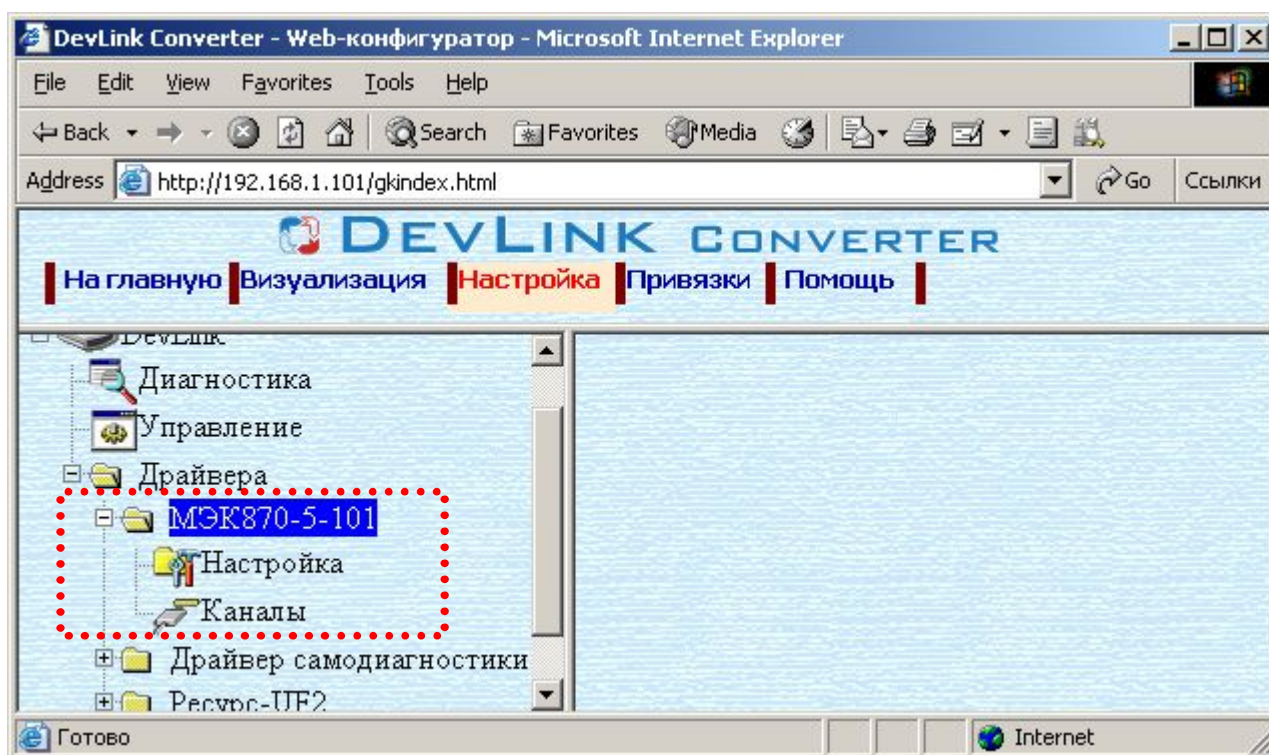 DevLink Converter - Web-конфигуратор - Microsoft Internet Explorer
File Edit View Favorites Tools Help
Back Search Favorites Media
Address http://192.168.1.101/gkindex.html Go Ссылки
DEVLINK CONVERTER
На главную Визуализация Настройка Привязки Помощь
DevLink
Диагностика
Управление
Драйвера
МЭК870-5-101
Настройка
Каналы
Драйвер самодиагностики
Ресурс-UF2
Готово Internet